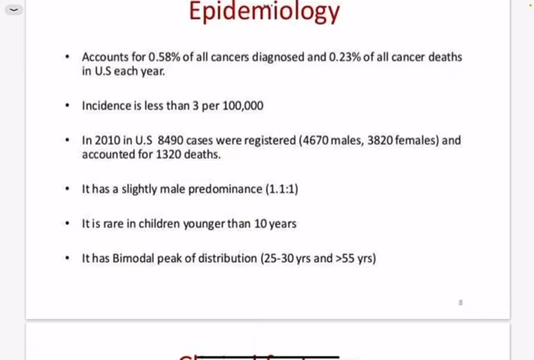 Epidemiology
• Accounts for 0.58% of all cancers diagnosed and 0.23% of all cancer deaths
in U.S each year.
• Incidence is less than 3 per 100,000
• In 2010 in U.S 8490 cases were registered (4670 males, 3820 females) and
accounted for 1320 deaths.
• It has a slightly male predominance (1.1:1)
• It is rare in children younger than 10 years
• It has Bimodal peak of distribution (25-30 yrs and >55 yrs)
8